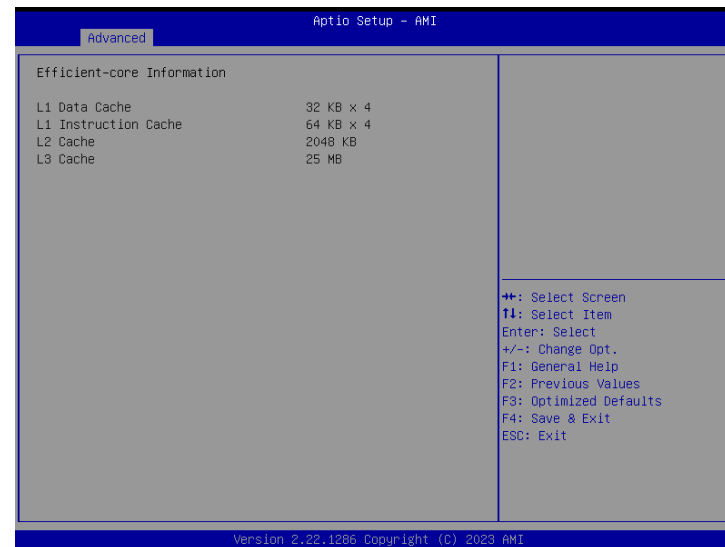 Aptio Setup – AMI
Advanced
Efficient-core Information
L1 Data Cache 32 KB x 4
L1 Instruction Cache 64 KB x 4
L2 Cache 2048 KB
L3 Cache 25 MB
→←: Select Screen
↑↓: Select Item
Enter: Select
+/-: Change Opt.
F1: General Help
F2: Previous Values
F3: Optimized Defaults
F4: Save & Exit
ESC: Exit
Version 2.22.1286 Copyright (C) 2023 AMI